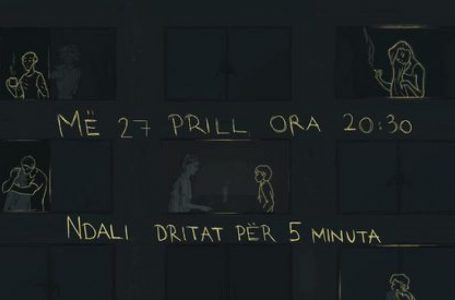 MË 27 PRILL ORA 20:30
NDALI DRITAT PËR 5 MINUTA